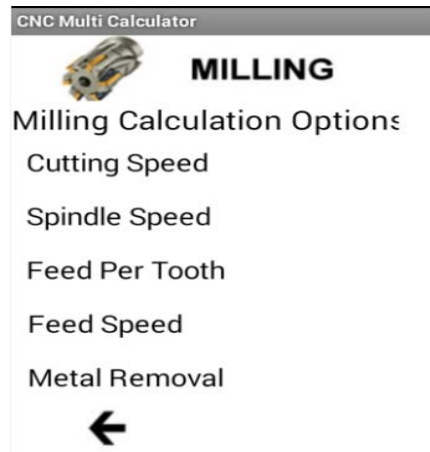 CNC Multi Calculator
MILLING
Milling Calculation Options
Cutting Speed
Spindle Speed
Feed Per Tooth
Feed Speed
Metal Removal